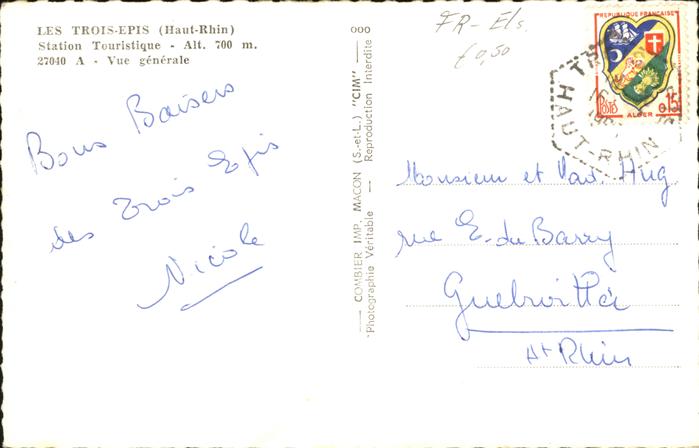 LES TROIS-EPIS (Haut-Rhin)
Station Touristique - Alt. 700 m.
27040 A - Vue générale
Bons Baisers
des Trois Epis
Nicole
COMBIER IMP. MACON (S.-et-L.) "CIM"
Photographie Véritable - Reproduction Interdite
FR - Els.
£0,50
REPUBLIQUE FRANÇAISE
POSTES
0,15
ALGER
HAUT-RHIN
Monsieur et Mad. Hug
rue E. du Barry
Ht Rhin